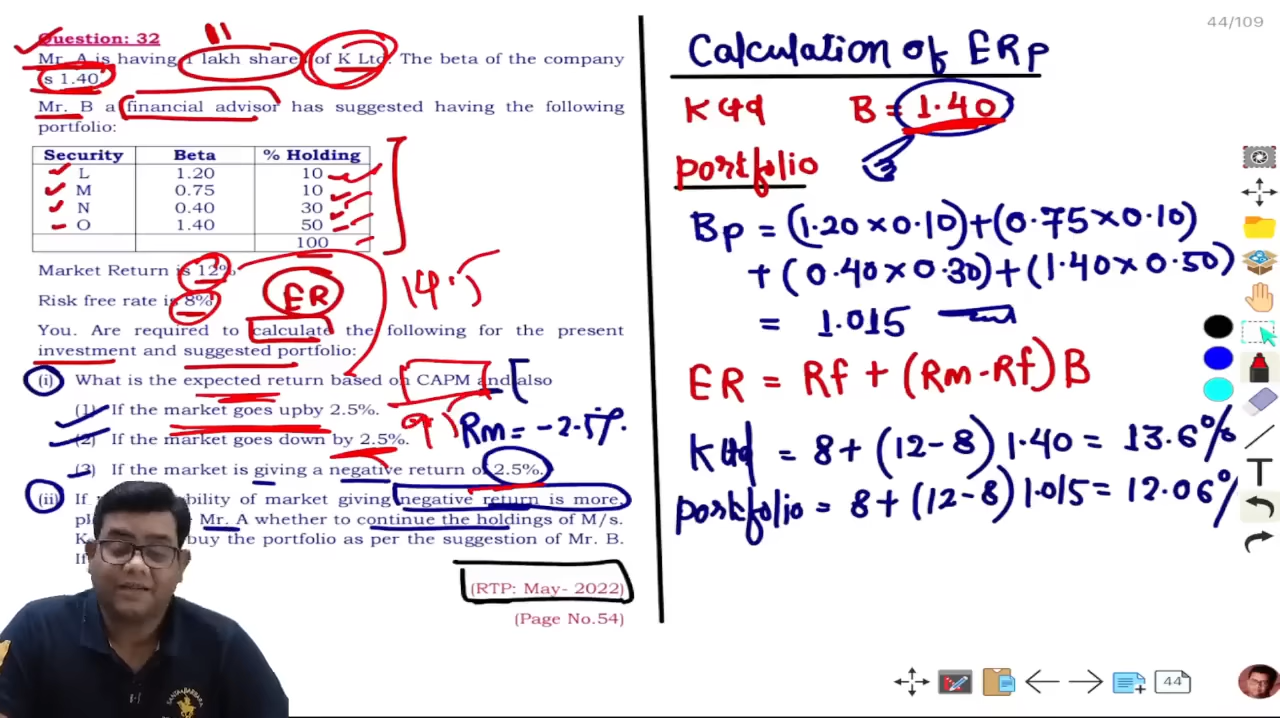 44/109
Question: 32
Mr. A is having 1 lakh shares of K Ltd. The beta of the company
is 1.40
Mr. B a financial advisor has suggested having the following
portfolio:
Security Beta % Holding
L 1.20 10
M 0.75 10
N 0.40 30
O 1.40 50
100
Market Return is 12%
Risk free rate is 8%
ER
14.5
You. Are required to calculate the following for the present
investment and suggested portfolio:
(i) What is the expected return based on CAPM and also
(1) If the market goes upby 2.5%.
(2) If the market goes down by 2.5%.
Rm = -2.5%.
(3) If the market is giving a negative return of 2.5%.
(ii) If bility of market giving negative return is more,
Mr. A whether to continue the holdings of M/s.
K buy the portfolio as per the suggestion of Mr. B.
(RTP: May- 2022)
(Page No.54)
Calculation of ERp
K Ltd B = 1.40
Portfolio
Bp = (1.20 × 0.10) + (0.75 × 0.10)
+ (0.40 × 0.30) + (1.40 × 0.50)
= 1.015
ER = Rf + (Rm - Rf) B
K Ltd = 8 + (12 - 8) 1.40 = 13.6%
Portfolio = 8 + (12 - 8) 1.015 = 12.06%
T
44